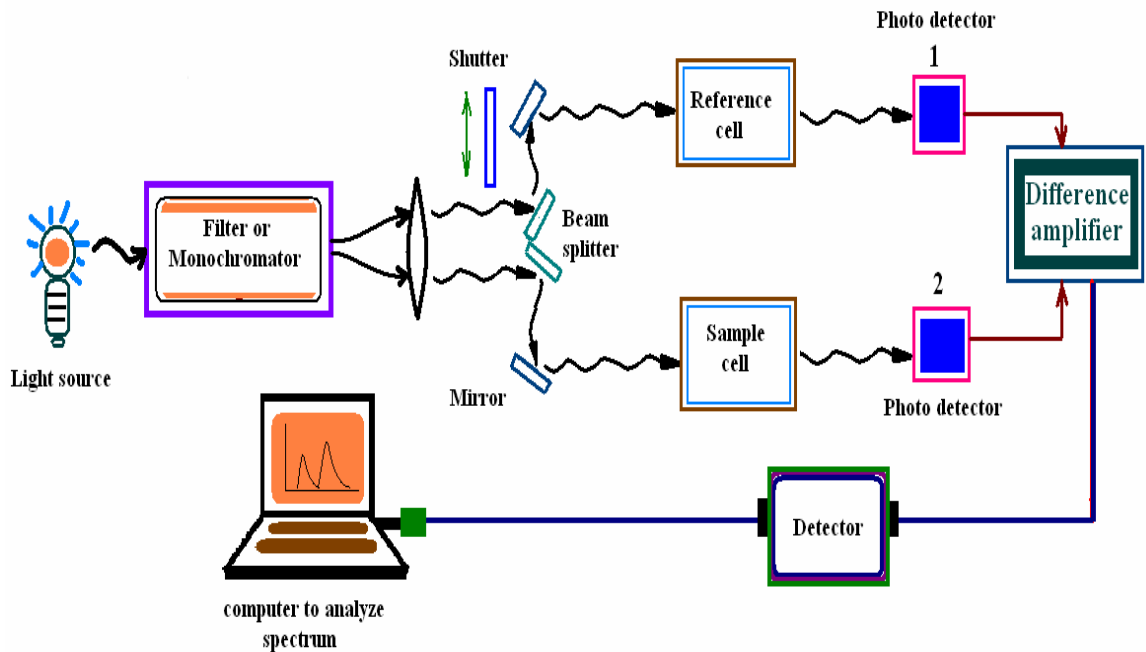 Photo detector
1
Shutter
Reference
cell
Difference
amplifier
Filter or
Monochromator
Beam
splitter
2
Sample
cell
Light source
Mirror
Photo detector
Detector
computer to analyze
spectrum